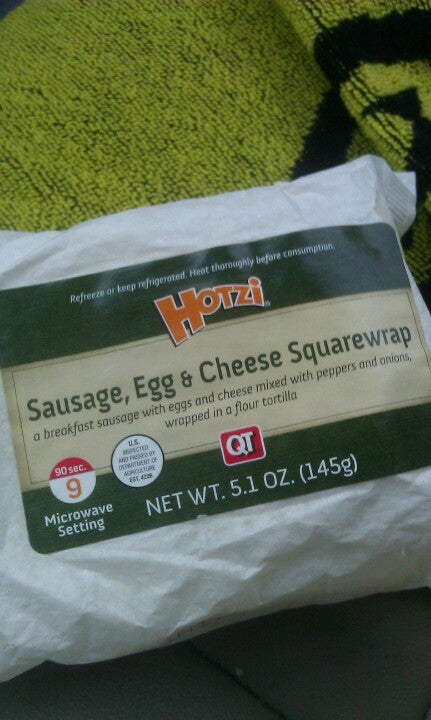 Refreeze or keep refrigerated. Heat thoroughly before consumption.
HOTZi®
Sausage, Egg & Cheese Squarewrap
a breakfast sausage with eggs and cheese mixed with peppers and onions,
wrapped in a flour tortilla
90 sec.
9
Microwave
Setting
U.S.
INSPECTED
AND PASSED BY
DEPARTMENT OF
AGRICULTURE
EST. 4226
QT
NET WT. 5.1 OZ. (145g)